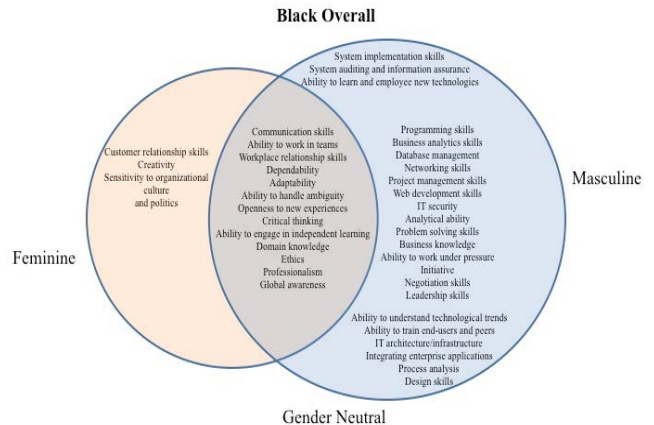 Black Overall
System implementation skills
System auditing and information assurance
Ability to learn and employee new technologies
Customer relationship skills
Creativity
Sensitivity to organizational
culture
and politics
Communication skills
Ability to work in teams
Workplace relationship skills
Dependability
Adaptability
Ability to handle ambiguity
Openness to new experiences
Critical thinking
Ability to engage in independent learning
Domain knowledge
Ethics
Professionalism
Global awareness
Programming skills
Business analytics skills
Database management
Networking skills
Project management skills
Web development skills
IT security
Analytical ability
Problem solving skills
Business knowledge
Ability to work under pressure
Initiative
Negotiation skills
Leadership skills
Ability to understand technological trends
Ability to train end-users and peers
IT architecture/infrastructure
Integrating enterprise applications
Process analysis
Design skills
Masculine
Feminine
Gender Neutral